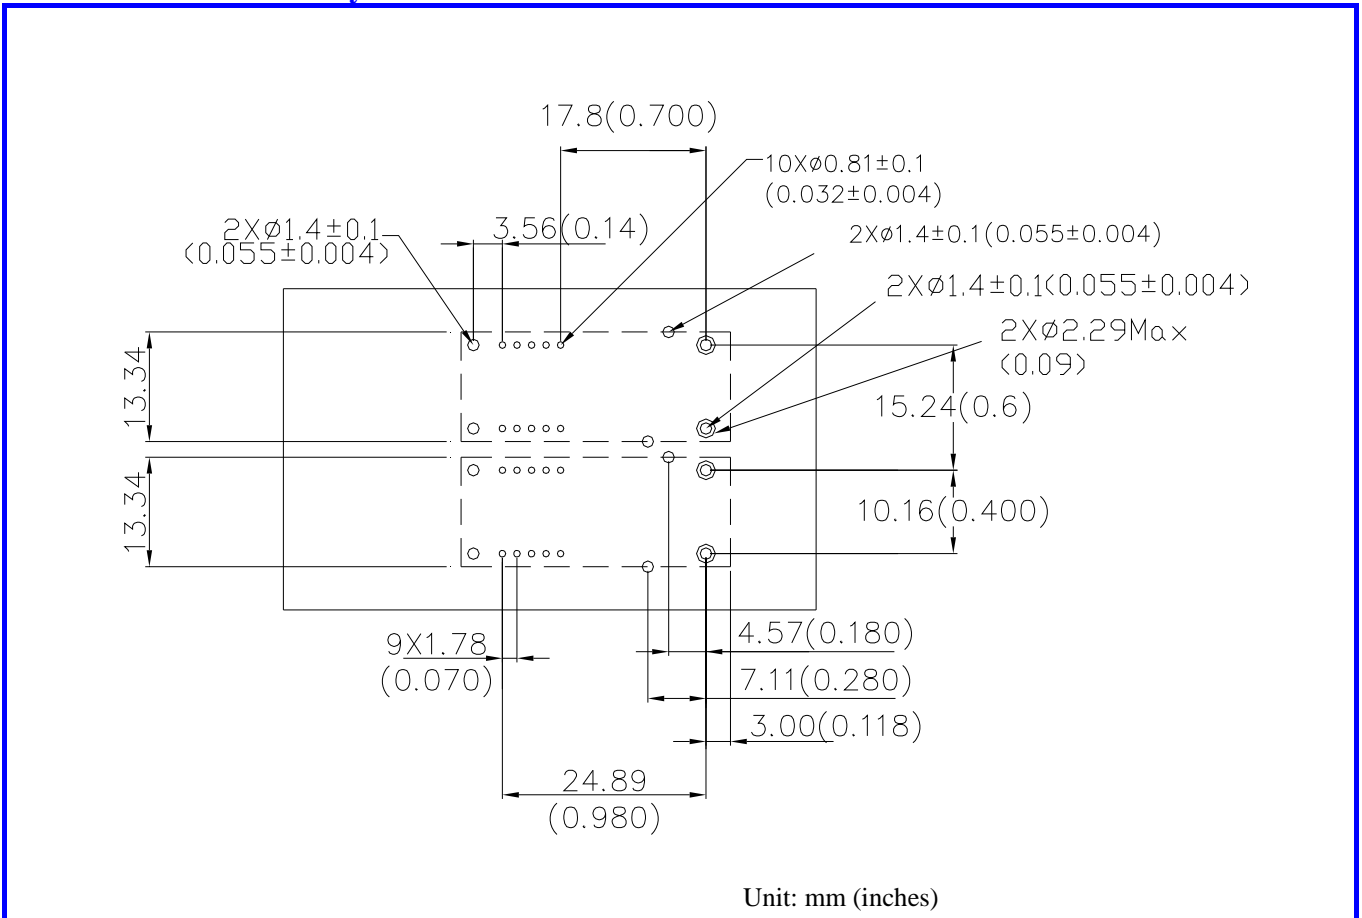 17.8(0.700)
10XØ0.81±0.1
(0.032±0.004)
2XØ1.4±0.1
(0.055±0.004)
3.56(0.14)
2XØ1.4±0.1(0.055±0.004)
2XØ1.4±0.1(0.055±0.004)
2XØ2.29Max
(0.09)
13.34
15.24(0.6)
13.34
10.16(0.400)
9X1.78
(0.070)
4.57(0.180)
7.11(0.280)
3.00(0.118)
24.89
(0.980)
Unit: mm (inches)